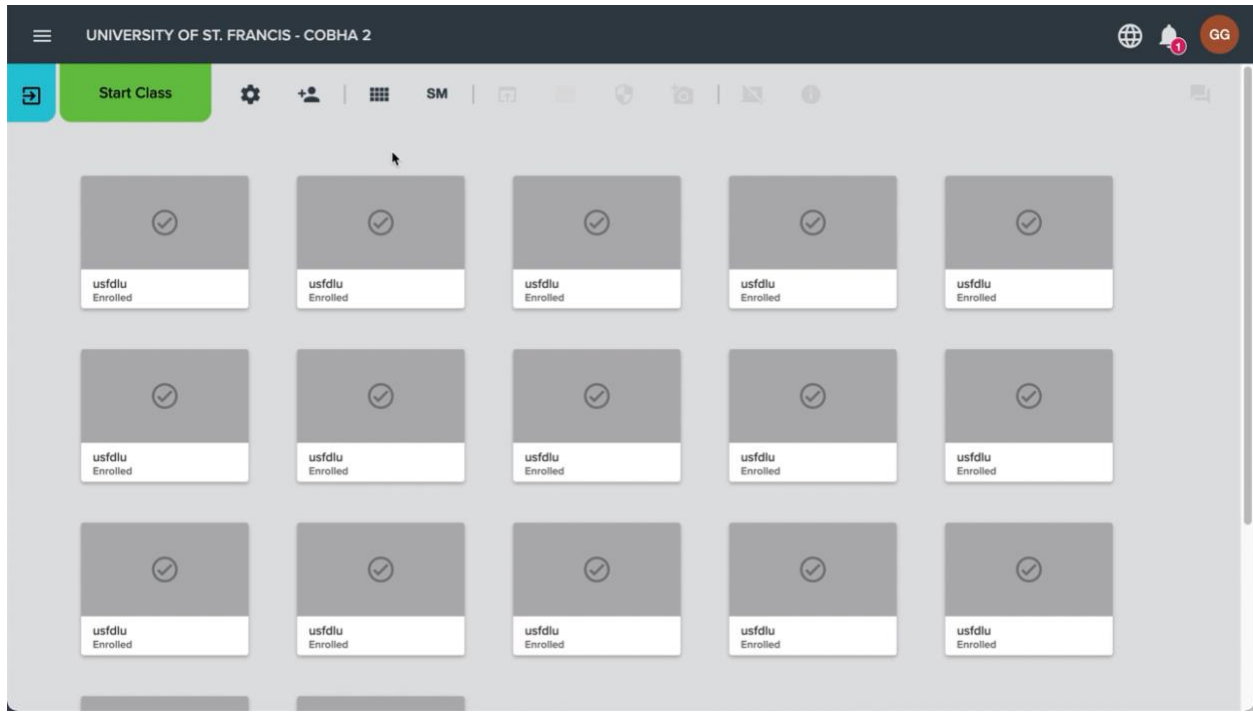 UNIVERSITY OF ST. FRANCIS - COBHA 2
1
GG
Start Class
SM
usfdlu
Enrolled
usfdlu
Enrolled
usfdlu
Enrolled
usfdlu
Enrolled
usfdlu
Enrolled
usfdlu
Enrolled
usfdlu
Enrolled
usfdlu
Enrolled
usfdlu
Enrolled
usfdlu
Enrolled
usfdlu
Enrolled
usfdlu
Enrolled
usfdlu
Enrolled
usfdlu
Enrolled
usfdlu
Enrolled